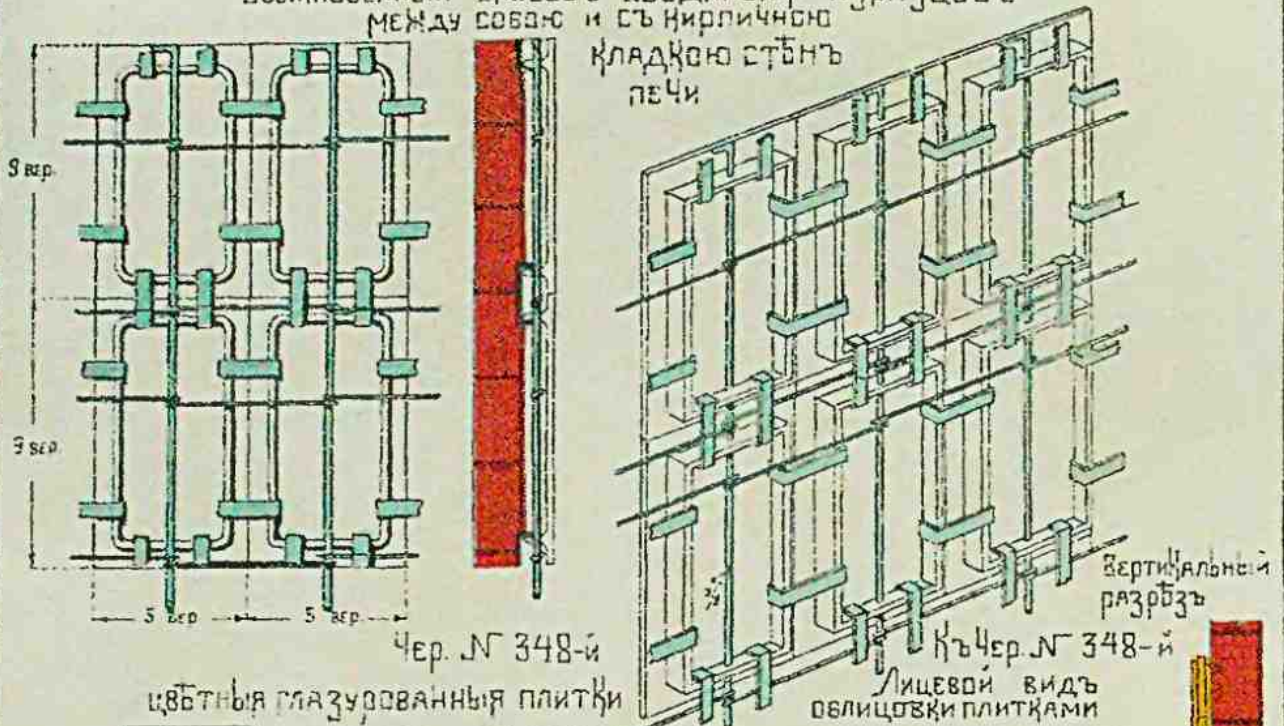 МЕЖДУ СОБОЮ И СЪ КИРПИЧНОЮ
КЛАДКОЮ СТѢНЪ
ПЕЧИ
9 ВЕР.
9 ВЕР.
5 ВЕР. 5 ВЕР.
Чер. № 348-й
ЦВѢТНЫЯ ГЛАЗУРОВАННЫЯ ПЛИТКИ
ВЕРТИКАЛЬНЫЙ
РАЗРѢЗЪ
КЪ Чер. № 348-й
ЛИЦЕВОЙ ВИДЪ
ОБЛИЦОВКИ ПЛИТКАМИ